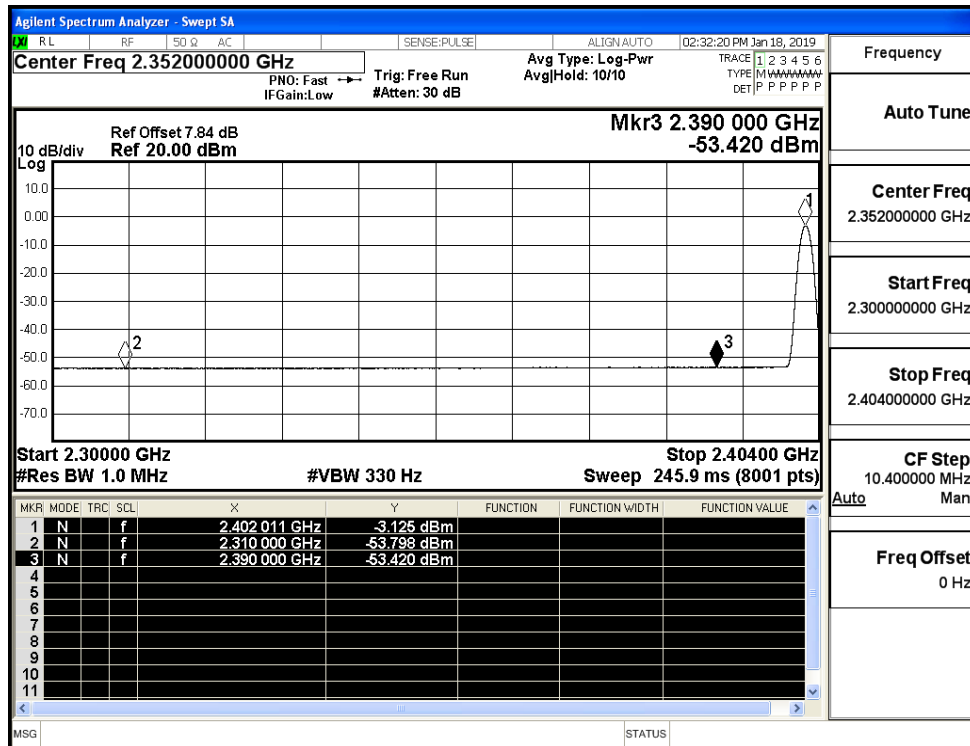 Agilent Spectrum Analyzer - Swept SA
LXI RL RF 50 Ω AC SENSE:PULSE ALIGN AUTO 02:32:20 PM Jan 18, 2019
Center Freq 2.352000000 GHz
PNO: Fast
IFGain:Low
Trig: Free Run
#Atten: 30 dB
Avg Type: Log-Pwr
Avg|Hold: 10/10
TRACE 1 2 3 4 5 6
TYPE M WWWWW
DET P P P P P P
Ref Offset 7.84 dB
10 dB/div Ref 20.00 dBm
Log
Mkr3 2.390 000 GHz
-53.420 dBm
10.0
0.00
-10.0
-20.0
-30.0
-40.0
-50.0
-60.0
-70.0
1
2
3
Start 2.30000 GHz Stop 2.40400 GHz
#Res BW 1.0 MHz #VBW 330 Hz Sweep 245.9 ms (8001 pts)
MKR MODE TRC SCL X Y FUNCTION FUNCTION WIDTH FUNCTION VALUE
1 N f 2.402 011 GHz -3.125 dBm
2 N f 2.310 000 GHz -53.798 dBm
3 N f 2.390 000 GHz -53.420 dBm
4
5
6
7
8
9
10
11
MSG STATUS
Frequency
Auto Tune
Center Freq
2.352000000 GHz
Start Freq
2.300000000 GHz
Stop Freq
2.404000000 GHz
CF Step
10.400000 MHz
Auto Man
Freq Offset
0 Hz